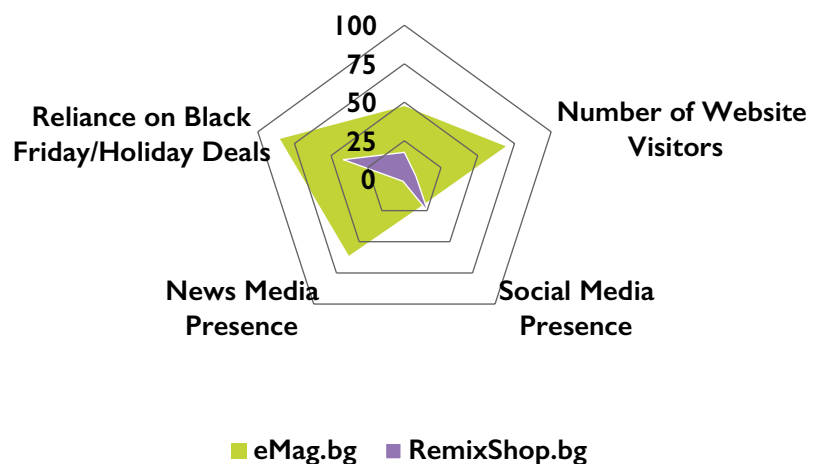 100
75
50
25
0
Reliance on Black
Friday/Holiday Deals
Number of Website
Visitors
News Media
Presence
Social Media
Presence
eMag.bg
RemixShop.bg